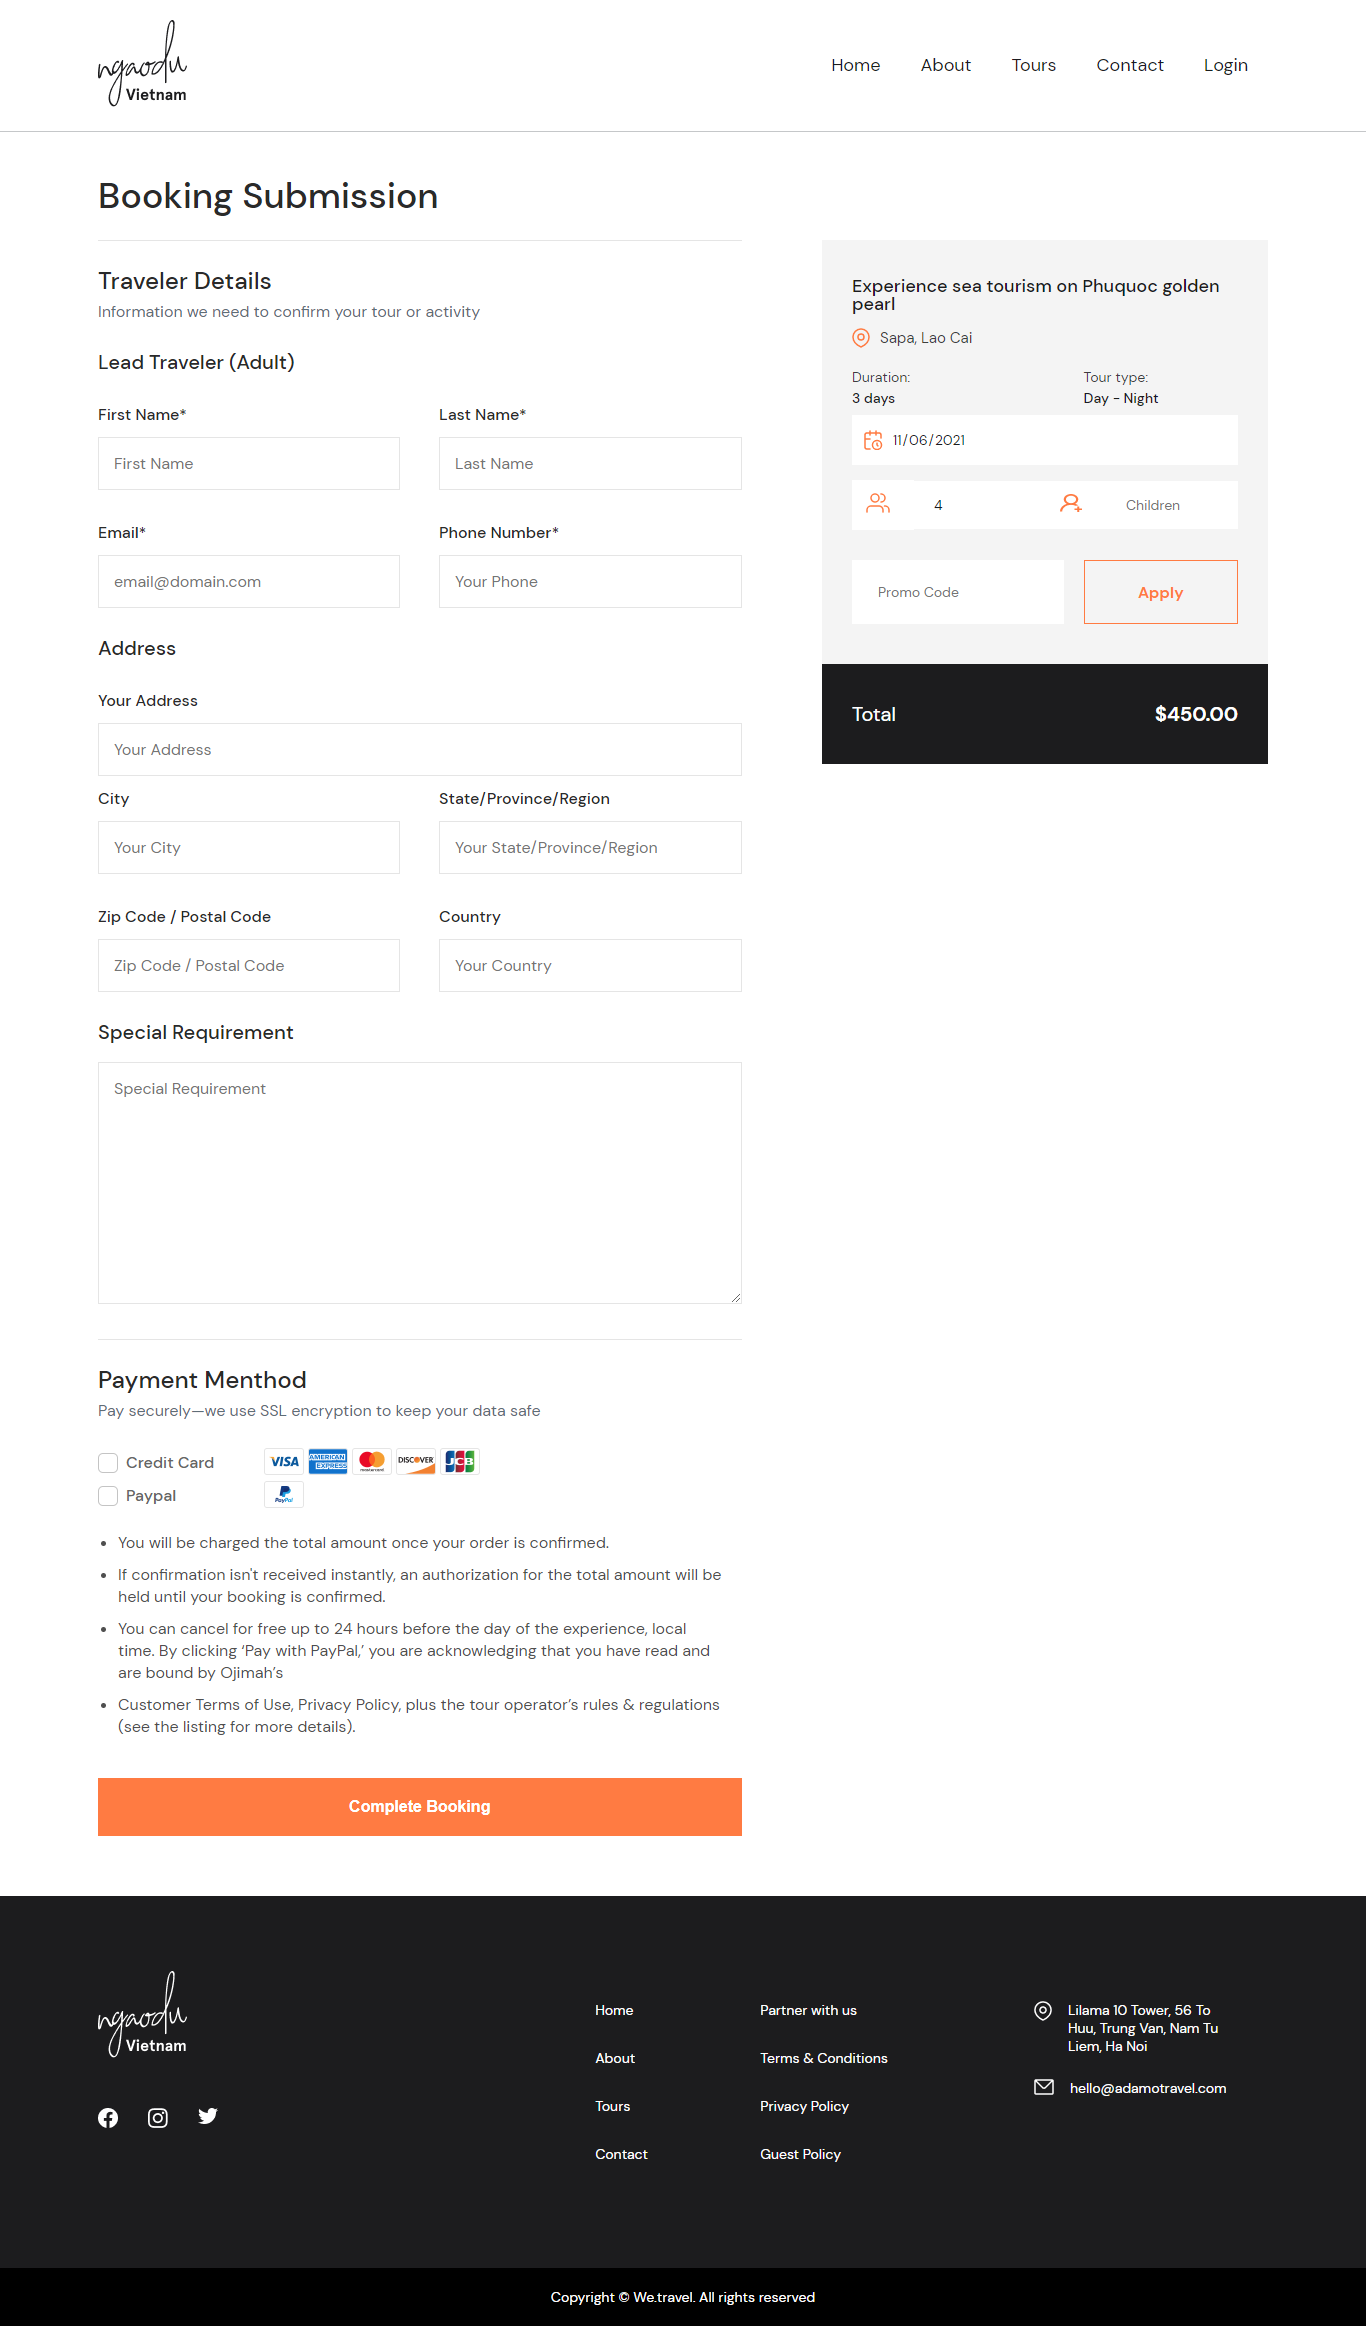 ngaodu
Vietnam
Home
About
Tours
Contact
Login
Booking Submission
Traveler Details
Information we need to confirm your tour or activity
Lead Traveler (Adult)
First Name*
Last Name*
First Name
Last Name
Email*
Phone Number*
email@domain.com
Your Phone
Address
Your Address
Your Address
City
State/Province/Region
Your City
Your State/Province/Region
Zip Code / Postal Code
Country
Zip Code / Postal Code
Your Country
Special Requirement
Special Requirement
Experience sea tourism on Phuquoc golden
pearl
Sapa, Lao Cai
Duration:
3 days
Tour type:
Day - Night
11/06/2021
4
Children
Promo Code
Apply
Total
$450.00
Payment Menthod
Pay securely—we use SSL encryption to keep your data safe
Credit Card
VISA
AMERICAN
EXPRESS
mastercard
DISCOVER
JCB
Paypal
PayPal
• You will be charged the total amount once your order is confirmed.
• If confirmation isn't received instantly, an authorization for the total amount will be
held until your booking is confirmed.
• You can cancel for free up to 24 hours before the day of the experience, local
time. By clicking ‘Pay with PayPal,’ you are acknowledging that you have read and
are bound by Ojimah’s
• Customer Terms of Use, Privacy Policy, plus the tour operator’s rules & regulations
(see the listing for more details).
Complete Booking
ngaodu
Vietnam
Home
About
Tours
Contact
Partner with us
Terms & Conditions
Privacy Policy
Guest Policy
Lilama 10 Tower, 56 To
Huu, Trung Van, Nam Tu
Liem, Ha Noi
hello@adamotravel.com
Copyright © We.travel. All rights reserved